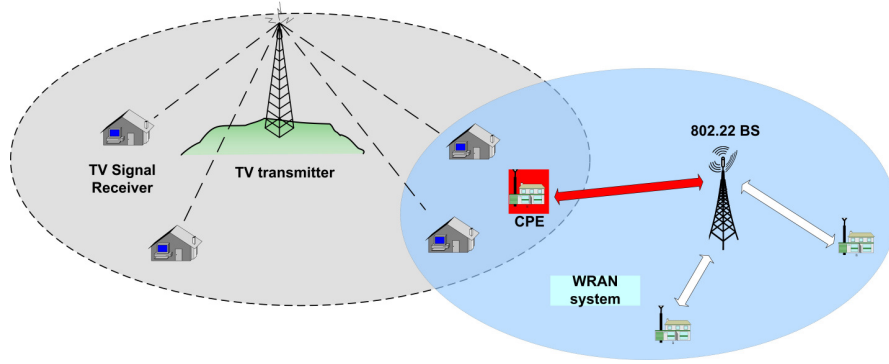 802.22 BS
TV Signal
Receiver
TV transmitter
CPE
WRAN
system